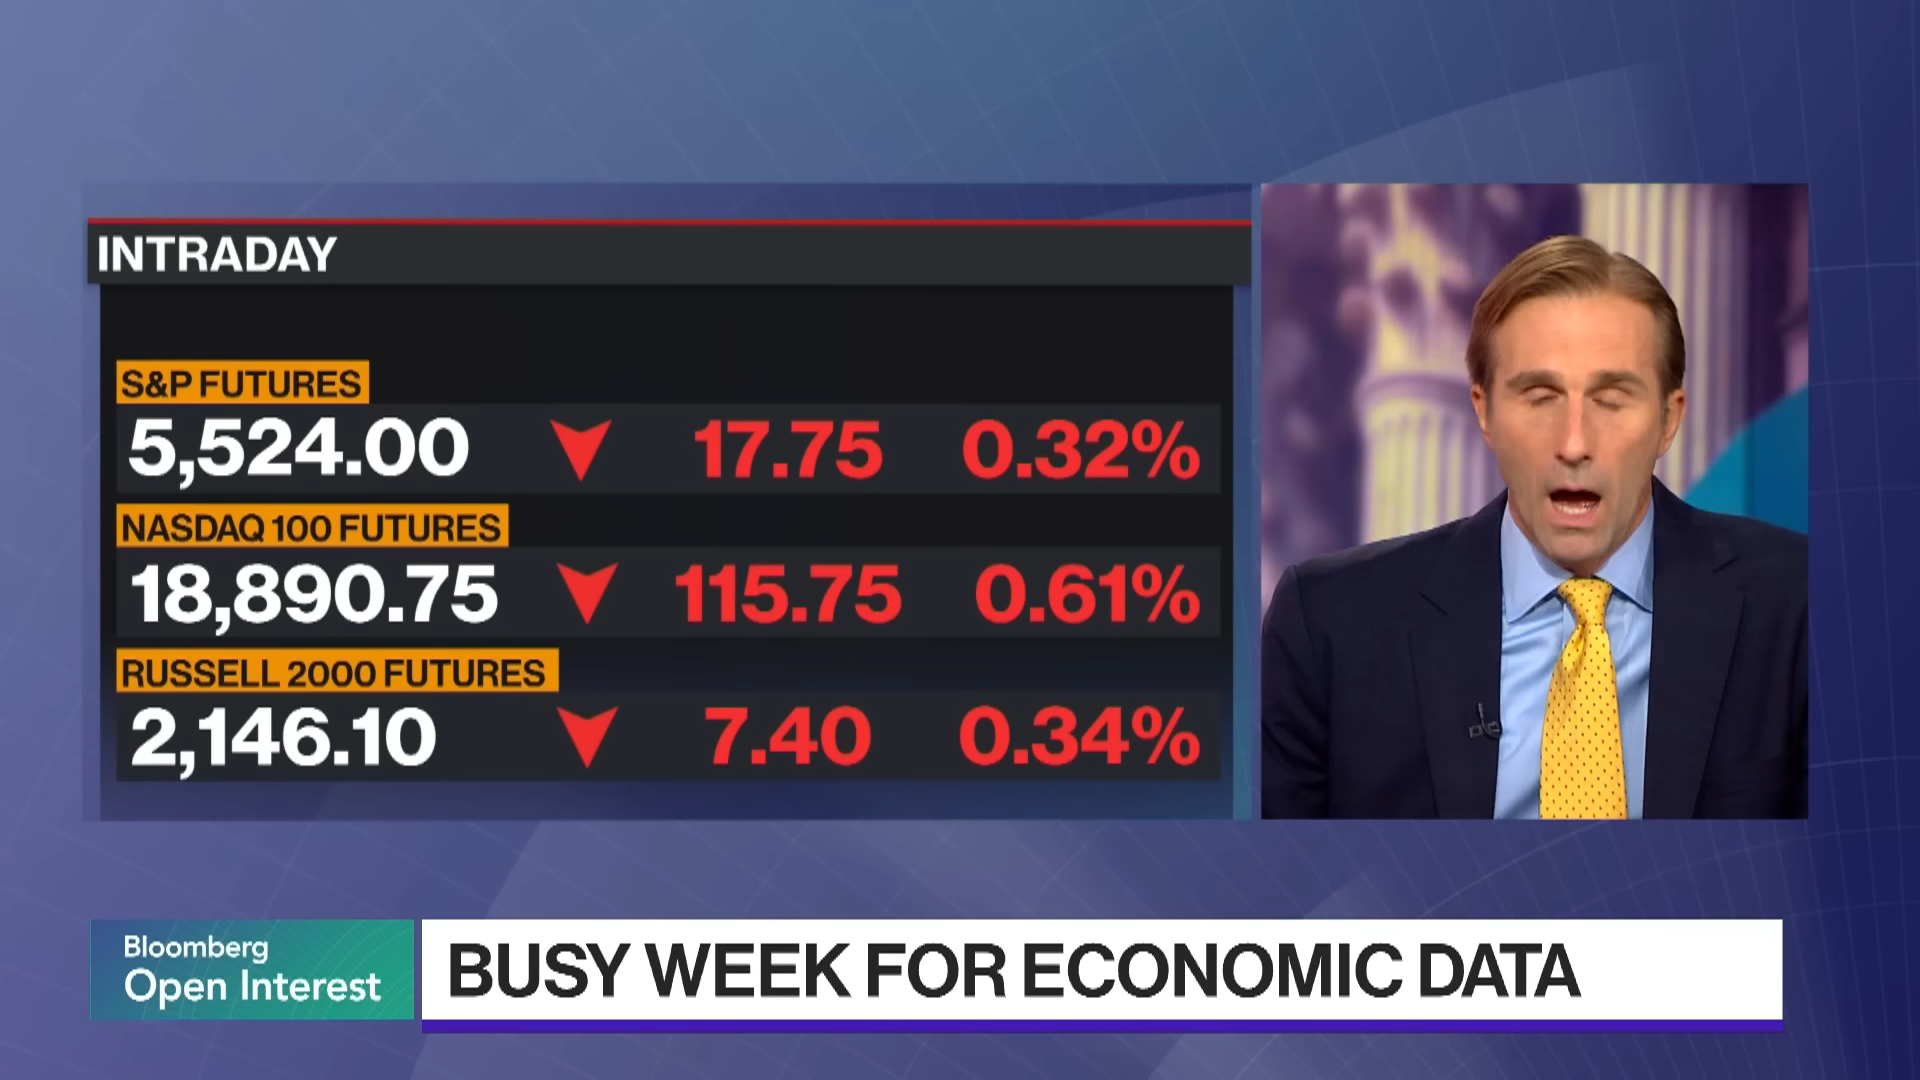 INTRADAY
S&P FUTURES
5,524.00 ▼ 17.75 0.32%
NASDAQ 100 FUTURES
18,890.75 ▼ 115.75 0.61%
RUSSELL 2000 FUTURES
2,146.10 ▼ 7.40 0.34%
Bloomberg
Open Interest
BUSY WEEK FOR ECONOMIC DATA